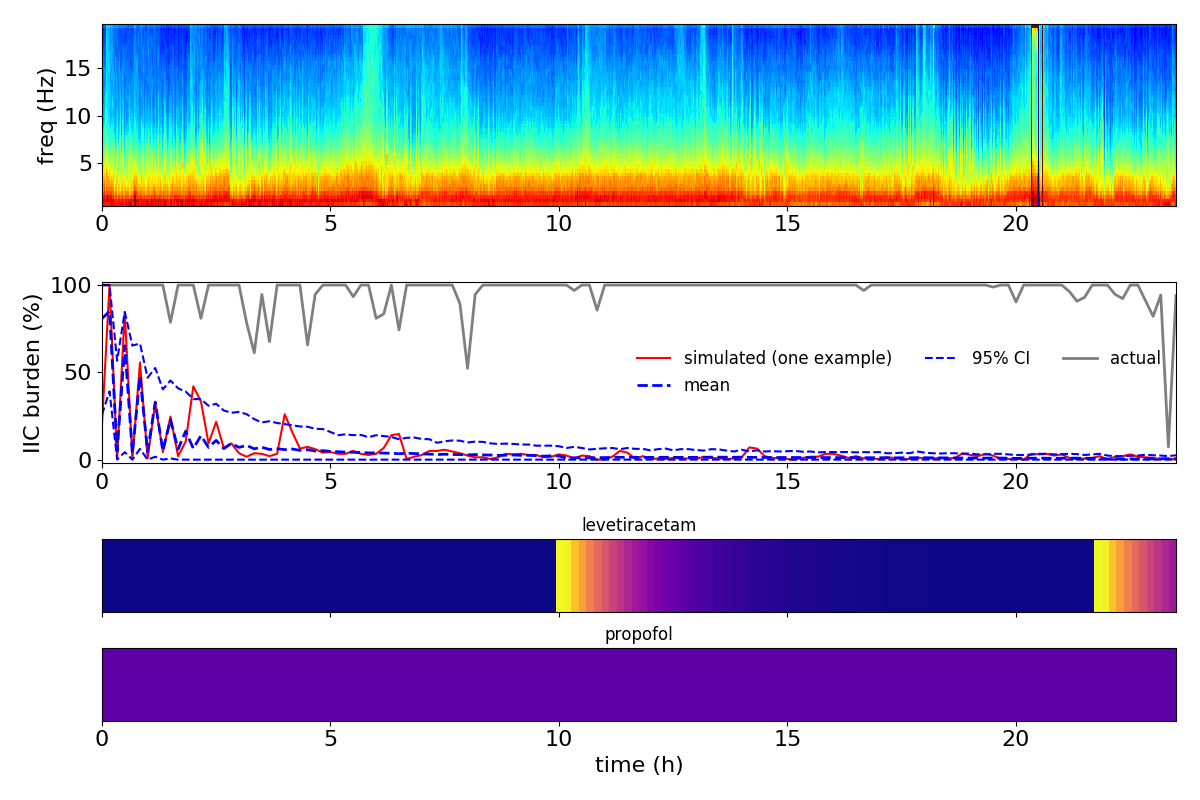 freq (Hz)
15
10
5
0 5 10 15 20
IIC burden (%)
100
50
0
simulated (one example)
mean
95% CI
actual
0 5 10 15 20
levetiracetam
propofol
0 5 10 15 20
time (h)